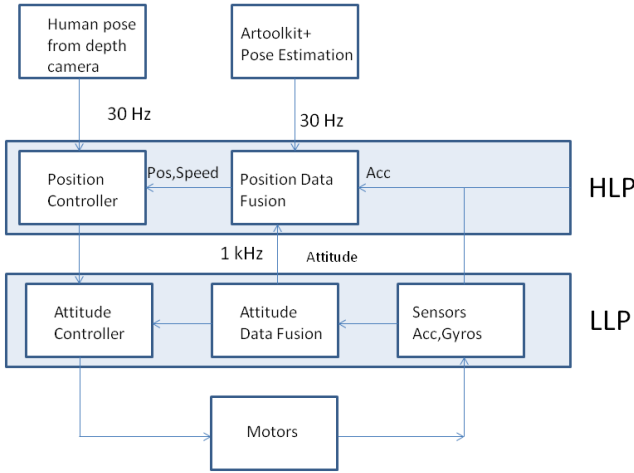 Human pose
from depth
camera
Artoolkit+
Pose Estimation
30 Hz
30 Hz
Position
Controller
Pos,Speed
Position Data
Fusion
Acc
HLP
1 kHz
Attitude
Attitude
Controller
Attitude
Data Fusion
Sensors
Acc,Gyros
LLP
Motors